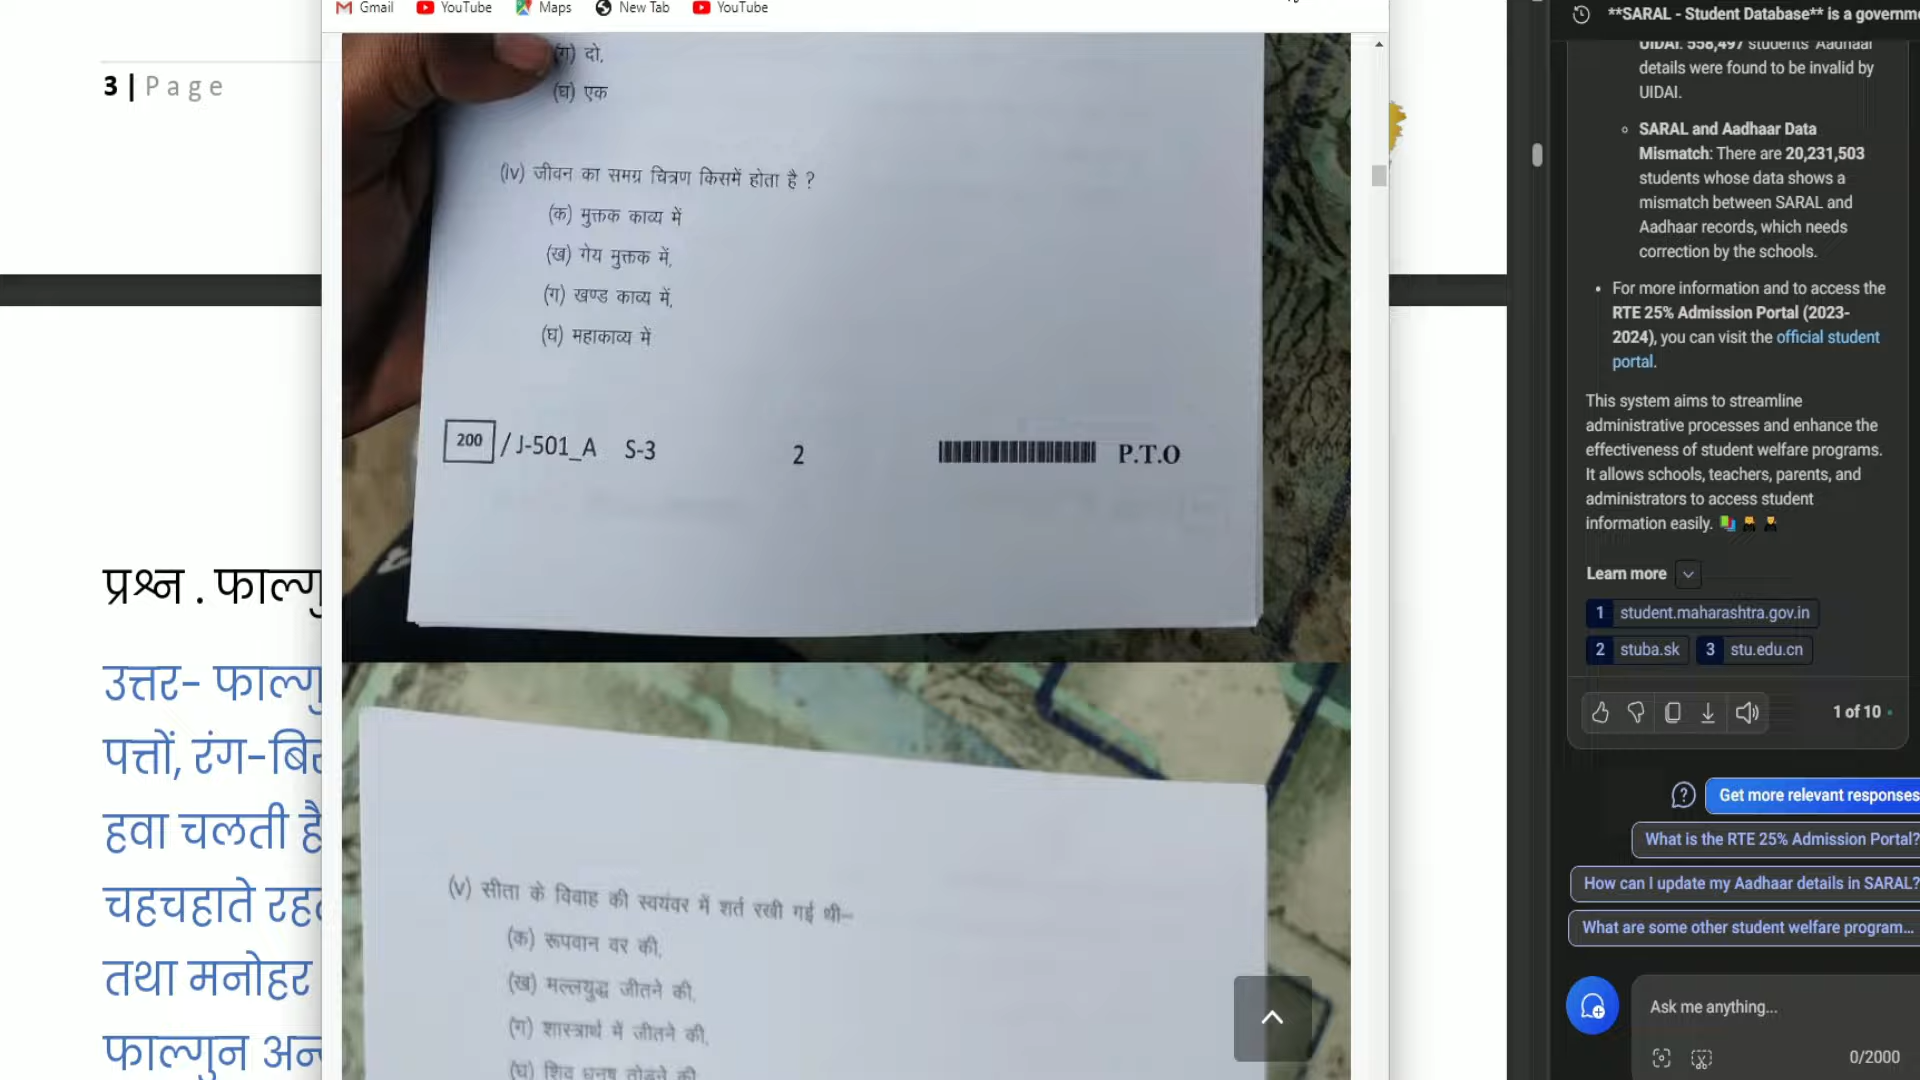 Gmail YouTube Maps New Tab YouTube
3 | Page
(ग) दो,
(घ) एक
(iv) जीवन का समग्र चित्रण किसमें होता है ?
(क) मुक्तक काव्य में
(ख) गेय मुक्तक में,
(ग) खण्ड काव्य में,
(घ) महाकाव्य में
200 / J-501_A S-3 2 P.T.O
(v) सीता के विवाह की स्वयंवर में शर्त रखी गई थी–
(क) रूपवान वर की,
(ख) मल्लयुद्ध जीतने की,
(ग) शास्त्रार्थ में जीतने की,
(घ) शिव धनुष तोड़ने की
प्रश्न . फाल्गु
उत्तर- फाल्गु
पत्तों, रंग-बि
हवा चलती है
चहचहाते
तथा मनोहर
फाल्गुन
**SARAL - Student Database** is a governme
UIDAI. 558,497 students' Aadhaar
details were found to be invalid by
UIDAI.
SARAL and Aadhaar Data
Mismatch: There are 20,231,503
students whose data shows a
mismatch between SARAL and
Aadhaar records, which needs
correction by the schools.
For more information and to access the
RTE 25% Admission Portal (2023-
2024), you can visit the official student
portal.
This system aims to streamline
administrative processes and enhance the
effectiveness of student welfare programs.
It allows schools, teachers, parents, and
administrators to access student
information easily.
Learn more
1 student.maharashtra.gov.in
2 stuba.sk 3 stu.edu.cn
1 of 10
Get more relevant responses
What is the RTE 25% Admission Portal?
How can I update my Aadhaar details in SARAL?
What are some other student welfare program...
Ask me anything...
0/2000